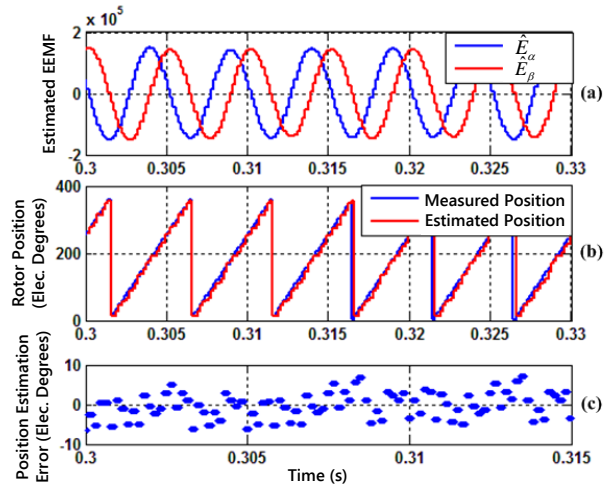 x 10⁵
2
0
-2
Estimated EEMF
Ê_α
Ê_β
(a)
0.3 0.305 0.31 0.315 0.32 0.325 0.33
400
200
0
Rotor Position
(Elec. Degrees)
Measured Position
Estimated Position
(b)
0.3 0.305 0.31 0.315 0.32 0.325 0.33
10
0
-10
Position Estimation
Error (Elec. Degrees)
(c)
0.3 0.305 0.31 0.315
Time (s)